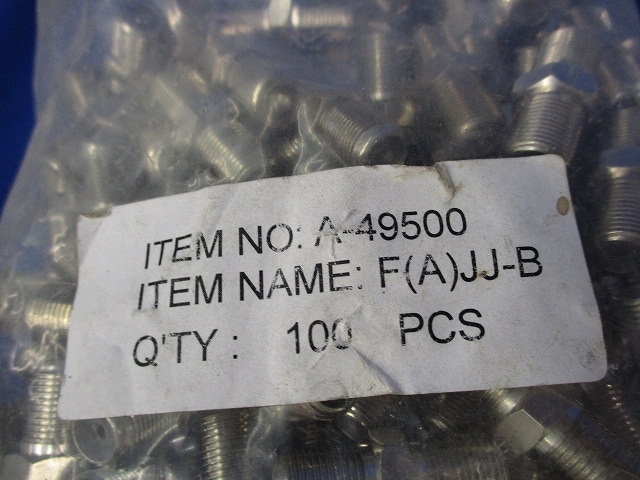 ITEM NO: A-49500
ITEM NAME: F(A)JJ-B
Q'TY : 100 PCS